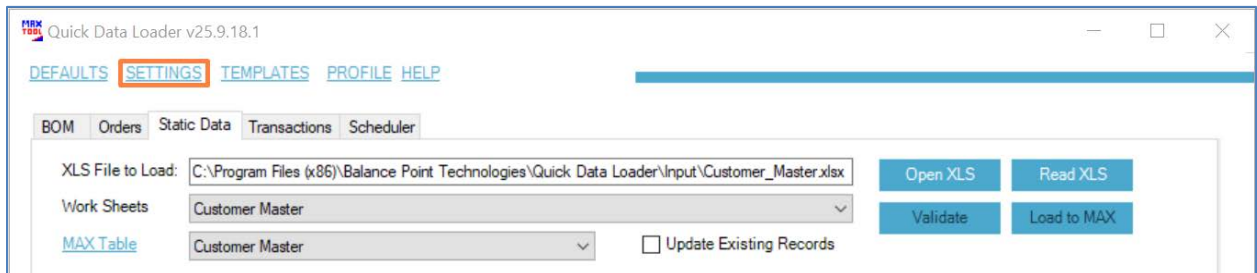 MAX TOOL Quick Data Loader v25.9.18.1
DEFAULTS SETTINGS TEMPLATES PROFILE HELP
BOM Orders Static Data Transactions Scheduler
XLS File to Load: C:\Program Files (x86)\Balance Point Technologies\Quick Data Loader\Input\Customer_Master.xlsx Open XLS Read XLS
Work Sheets Customer Master Validate Load to MAX
MAX Table Customer Master Update Existing Records